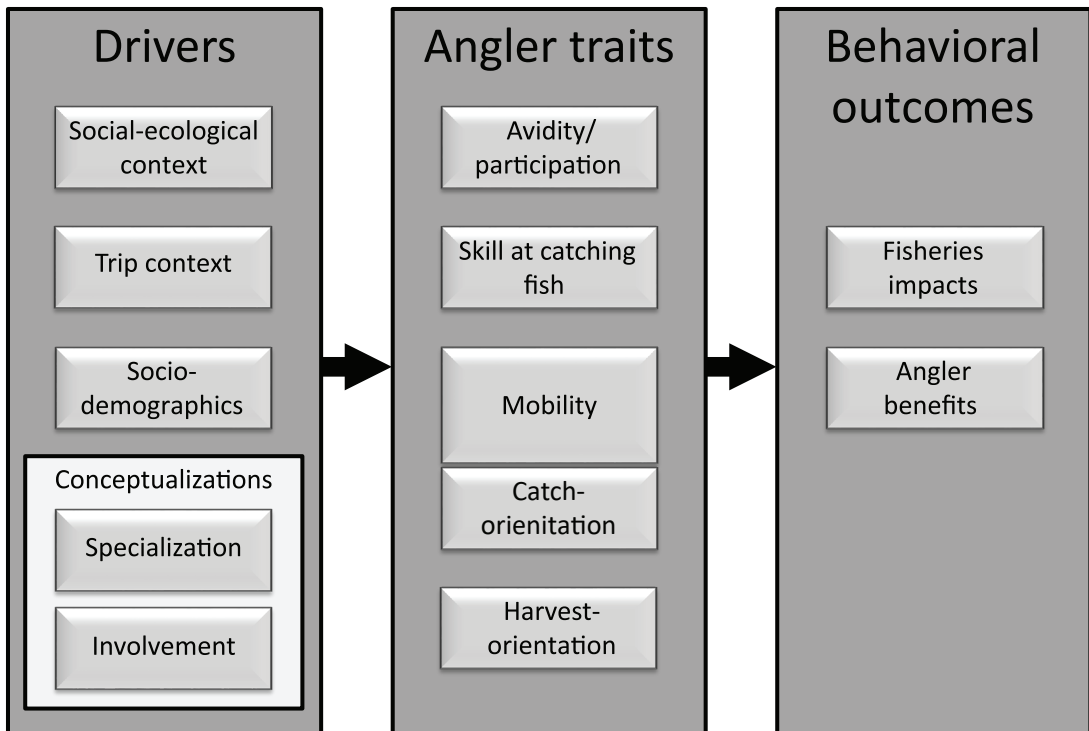 Drivers
Social-ecological
context
Trip context
Socio-
demographics
Conceptualizations
Specialization
Involvement
Angler traits
Avidity/
participation
Skill at catching
fish
Mobility
Catch-
orienitation
Harvest-
orientation
Behavioral
outcomes
Fisheries
impacts
Angler
benefits